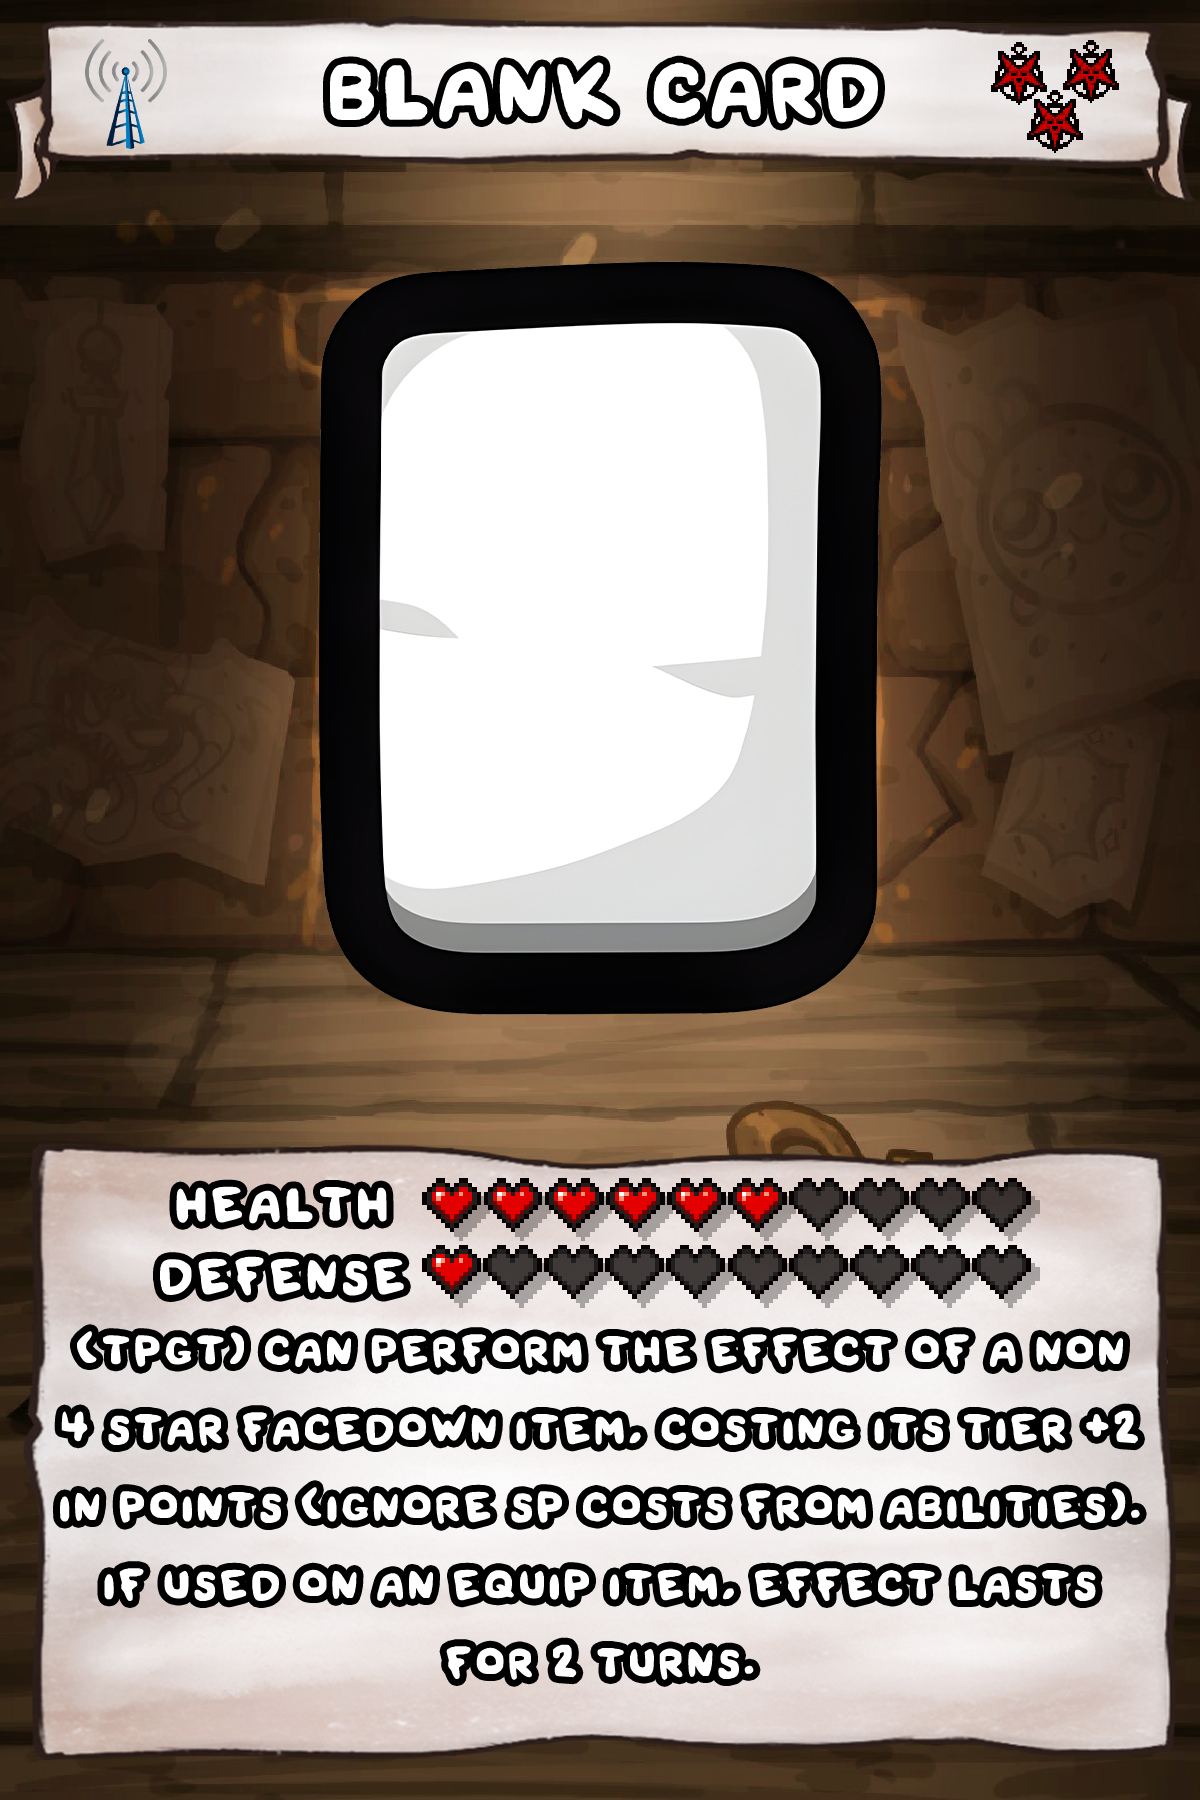 BLANK CARD
HEALTH
DEFENSE
(TPGT) CAN PERFORM THE EFFECT OF A NON
4 STAR FACEDOWN ITEM, COSTING ITS TIER +2
IN POINTS (IGNORE SP COSTS FROM ABILITIES).
IF USED ON AN EQUIP ITEM, EFFECT LASTS
FOR 2 TURNS.